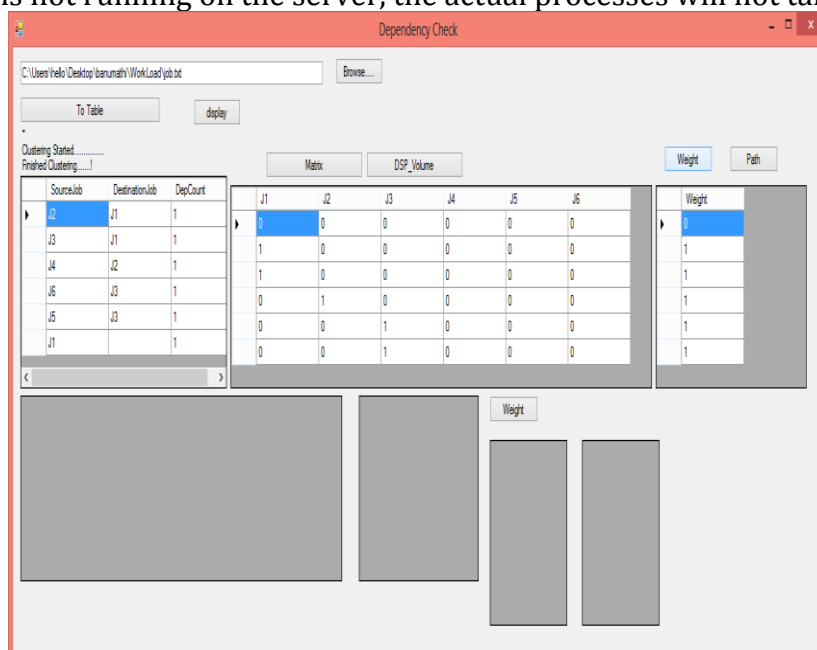 is not running on the server, the actual processes will not ta
Dependency Check
C:\Users\hello\Desktop\banumathi\WorkLoad\job.txt Browse.....
To Table display
*
Clustering Started..............
Finished Clustering.......!
Matrix DSP_Volume Weight Path
SourceJob DestinationJob DepCount
J2 J1 1
J3 J1 1
J4 J2 1
J6 J3 1
J5 J3 1
J1 1
J1 J2 J3 J4 J5 J6
0 0 0 0 0 0
1 0 0 0 0 0
1 0 0 0 0 0
0 1 0 0 0 0
0 0 1 0 0 0
0 0 1 0 0 0
Weight
0
1
1
1
1
1
Weight